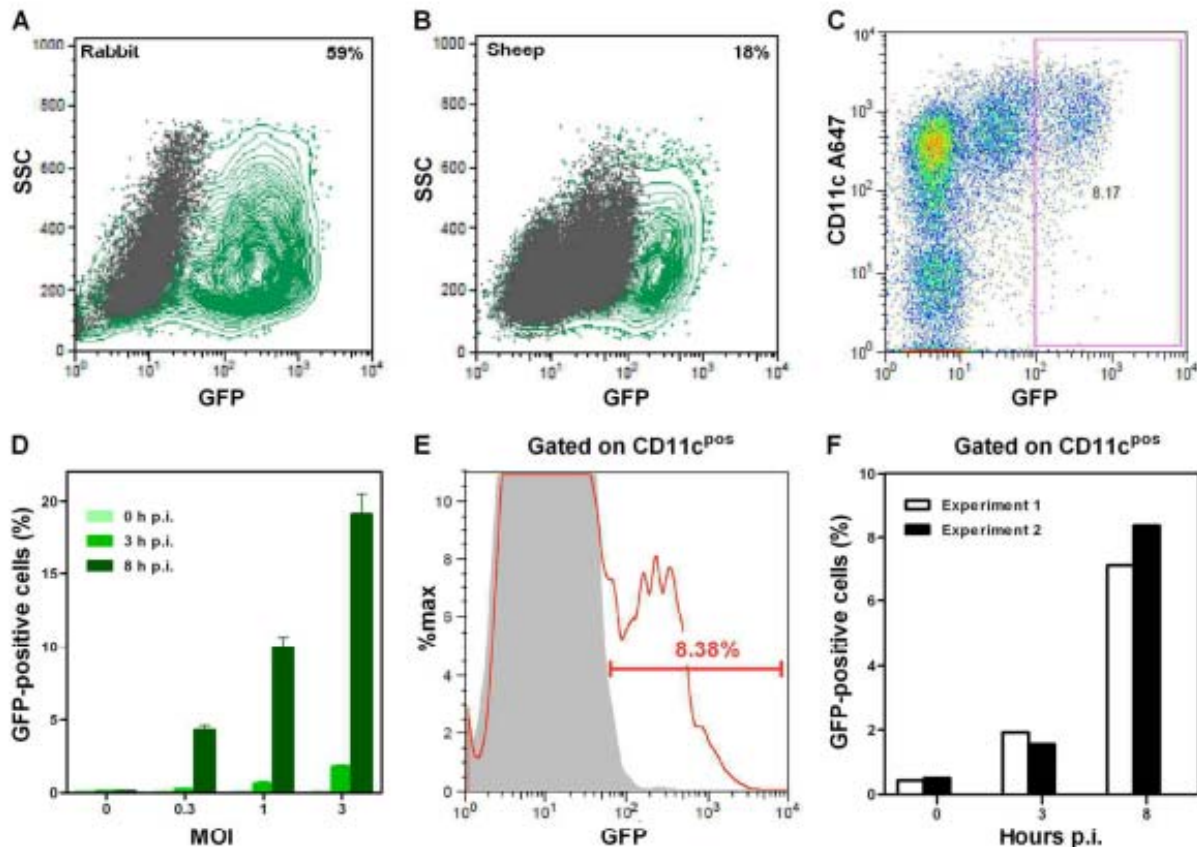 A
Rabbit 59%
1000
800
600
400
200
0
SSC
10^0 10^1 10^2 10^3 10^4
GFP
B
Sheep 18%
1000
800
600
400
200
0
SSC
10^0 10^1 10^2 10^3 10^4
GFP
C
10^4
10^3
10^2
10^1
10^0
CD11c A647
8.17
10^0 10^1 10^2 10^3 10^4
GFP
D
20
15
10
5
0
GFP-positive cells (%)
0 h p.i.
3 h p.i.
8 h p.i.
0 0.3 1 3
MOI
E Gated on CD11c^pos
10
8
6
4
2
0
%max
8.38%
10^0 10^1 10^2 10^3 10^4
GFP
F Gated on CD11c^pos
10
8
6
4
2
0
GFP-positive cells (%)
Experiment 1
Experiment 2
0 3 8
Hours p.i.